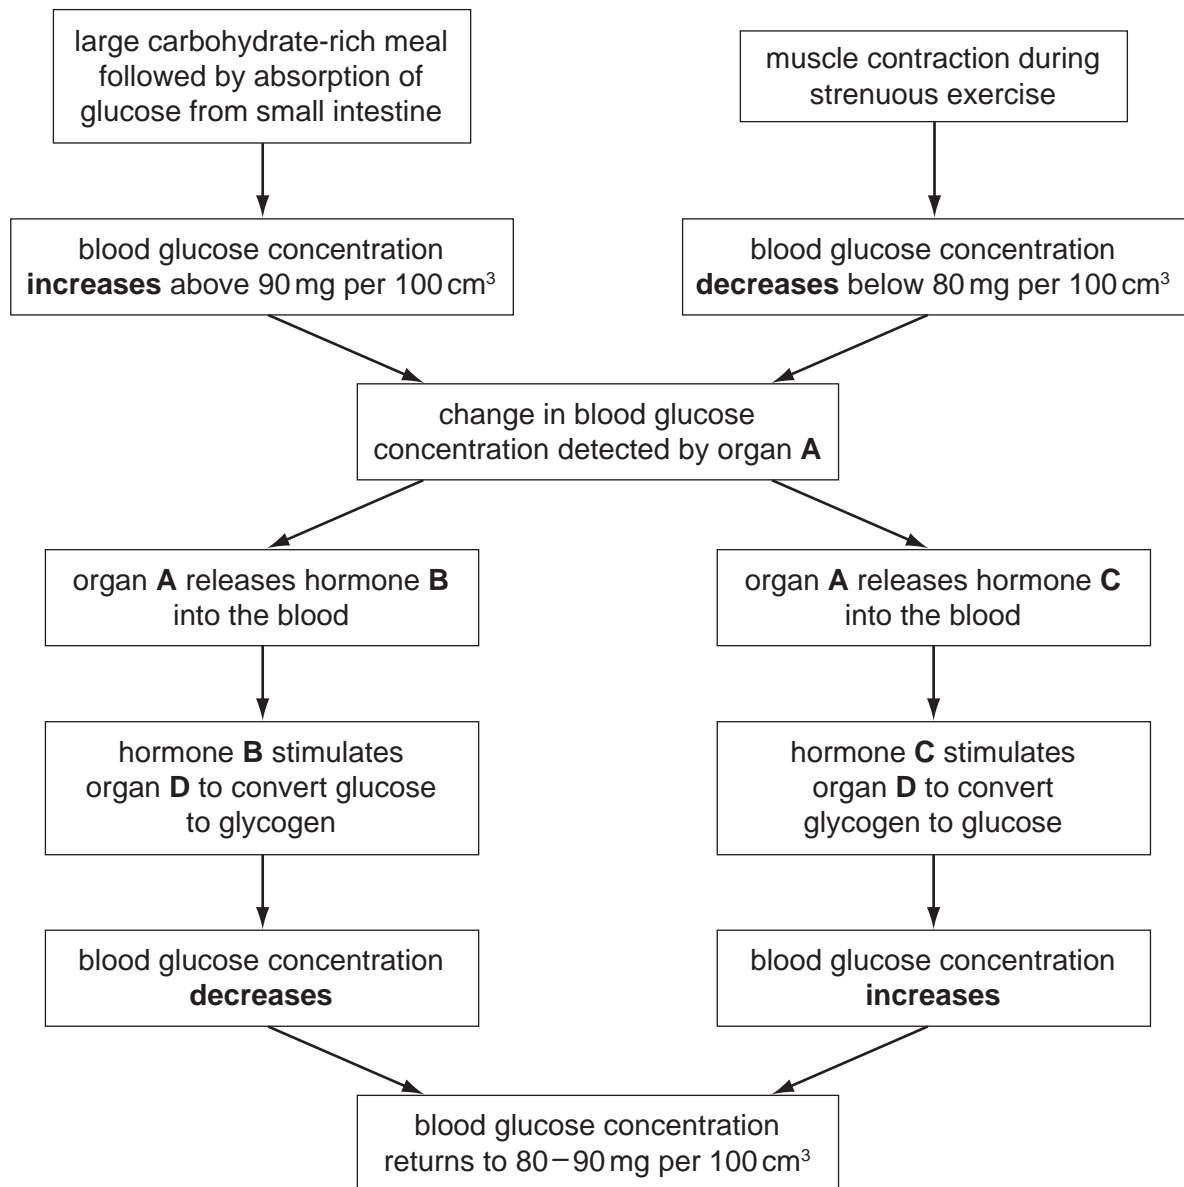 large carbohydrate-rich meal
followed by absorption of
glucose from small intestine
muscle contraction during
strenuous exercise
blood glucose concentration
increases above 90 mg per 100 cm³
blood glucose concentration
decreases below 80 mg per 100 cm³
change in blood glucose
concentration detected by organ A
organ A releases hormone B
into the blood
organ A releases hormone C
into the blood
hormone B stimulates
organ D to convert glucose
to glycogen
hormone C stimulates
organ D to convert
glycogen to glucose
blood glucose concentration
decreases
blood glucose concentration
increases
blood glucose concentration
returns to 80–90 mg per 100 cm³